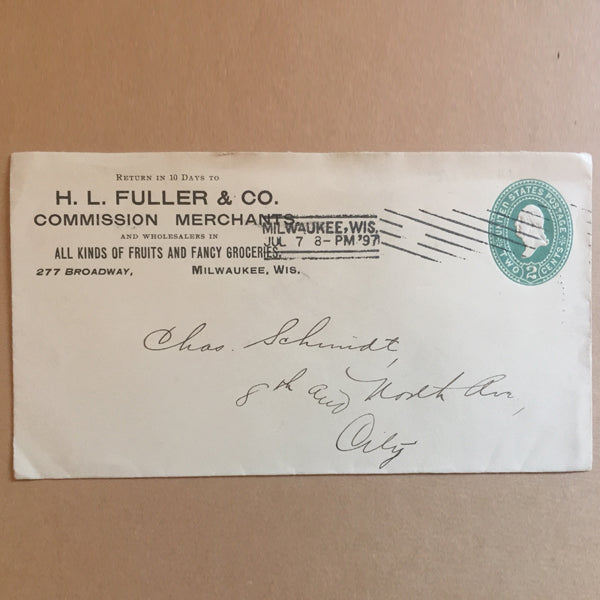 RETURN IN 10 DAYS TO
H. L. FULLER & CO.
COMMISSION MERCHANTS
AND WHOLESALERS IN
ALL KINDS OF FRUITS AND FANCY GROCERIES,
277 BROADWAY, MILWAUKEE, WIS.
MILWAUKEE, WIS.
JUL 7 8-PM '97
UNITED STATES POSTAGE
TWO 2 CENTS
Chas. Schmidt,
8th and North Ave,
City